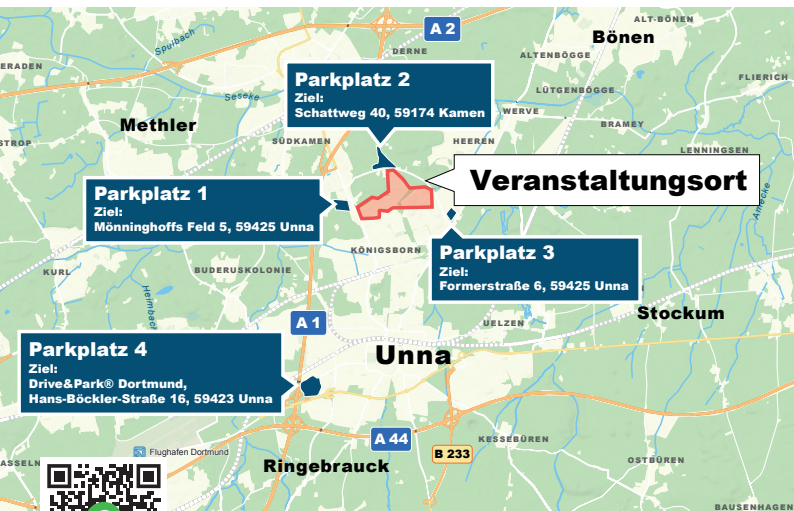 A 2
ALT-BÖNEN
Bönen
DERNE
ALTENBÖGGE
Spulbach
ERADEN
Parkplatz 2
Ziel:
Schattweg 40, 59174 Kamen
FLIERICH
LÜTGENBÖGGE
Seseke
WERVE
Methler
BRAMEY
STROP
SÜDKAMEN
HEEREN
LENNINGSEN
Veranstaltungsort
Parkplatz 1
Ziel:
Mönninghoffs Feld 5, 59425 Unna
Amecke
KÖNIGSBORN
Parkplatz 3
Ziel:
Formerstraße 6, 59425 Unna
KURL
BUDERUSKOLONIE
Heimbach
Stockum
A 1
UELZEN
Parkplatz 4
Ziel:
Drive&Park® Dortmund,
Hans-Böckler-Straße 16, 59423 Unna
Unna
A 44
KESSEBÜREN
B 233
Flughafen Dortmund
ASSELN
Ringebrauck
OSTBÜREN
BAUSENHAGEN